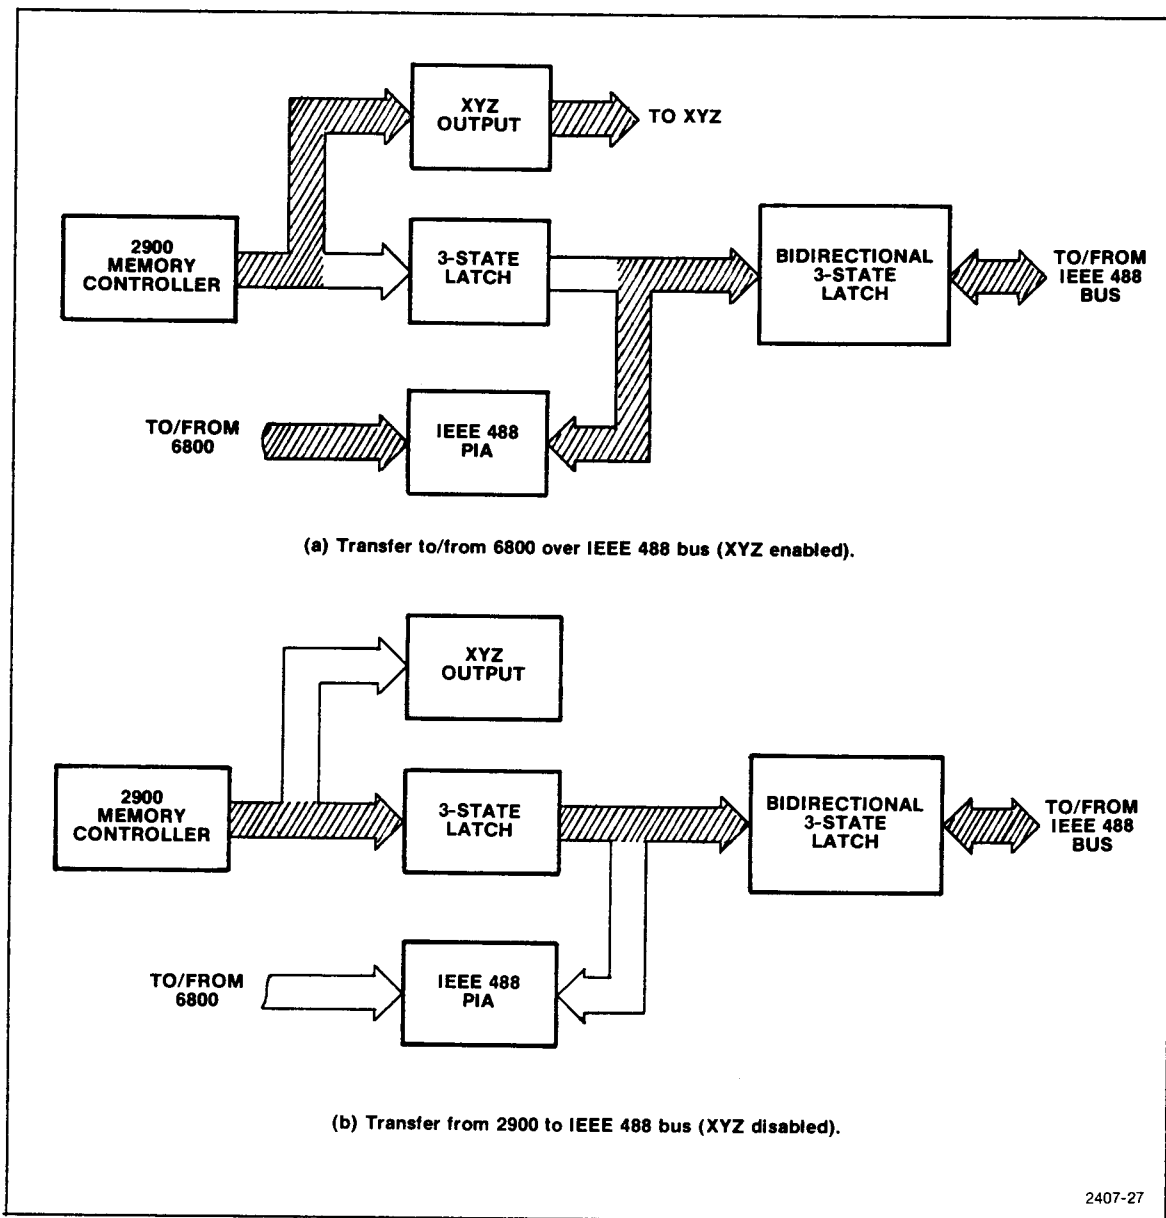 XYZ
OUTPUT
TO XYZ
2900
MEMORY
CONTROLLER
3-STATE
LATCH
BIDIRECTIONAL
3-STATE
LATCH
TO/FROM
IEEE 488
BUS
TO/FROM
6800
IEEE 488
PIA
(a) Transfer to/from 6800 over IEEE 488 bus (XYZ enabled).
XYZ
OUTPUT
2900
MEMORY
CONTROLLER
3-STATE
LATCH
BIDIRECTIONAL
3-STATE
LATCH
TO/FROM
IEEE 488
BUS
TO/FROM
6800
IEEE 488
PIA
(b) Transfer from 2900 to IEEE 488 bus (XYZ disabled).
2407-27